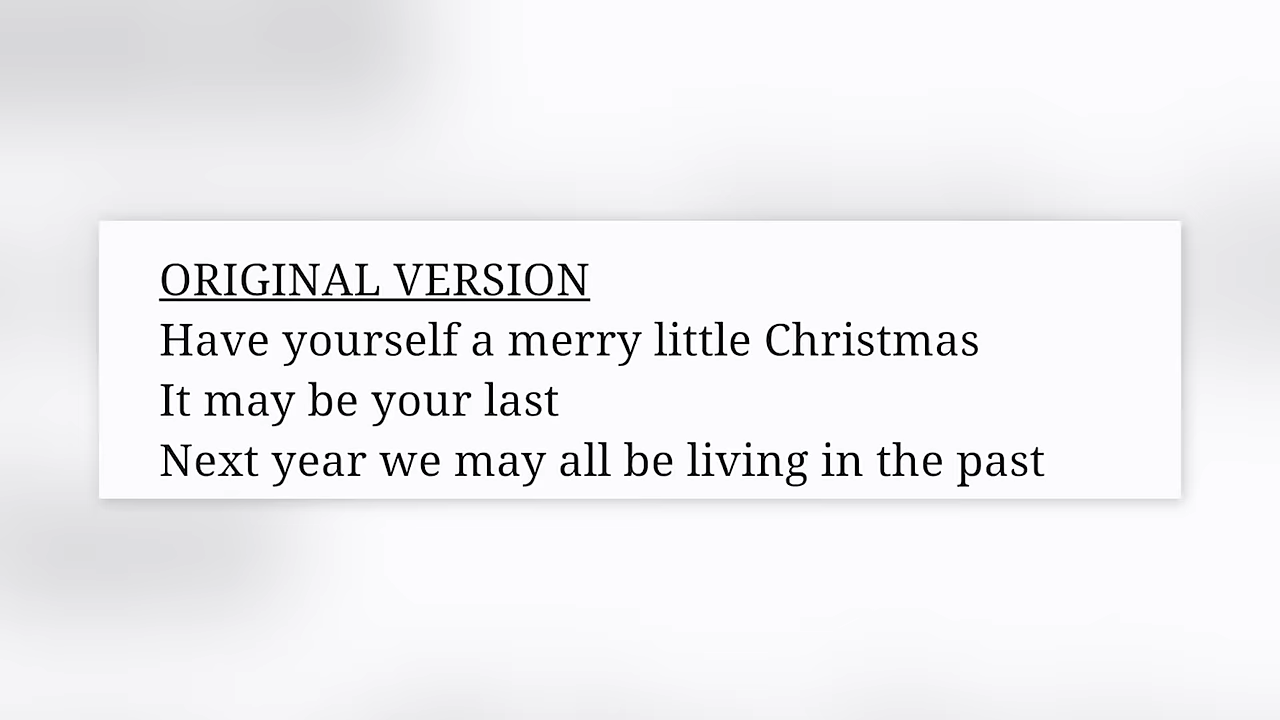 ORIGINAL VERSION
Have yourself a merry little Christmas
It may be your last
Next year we may all be living in the past